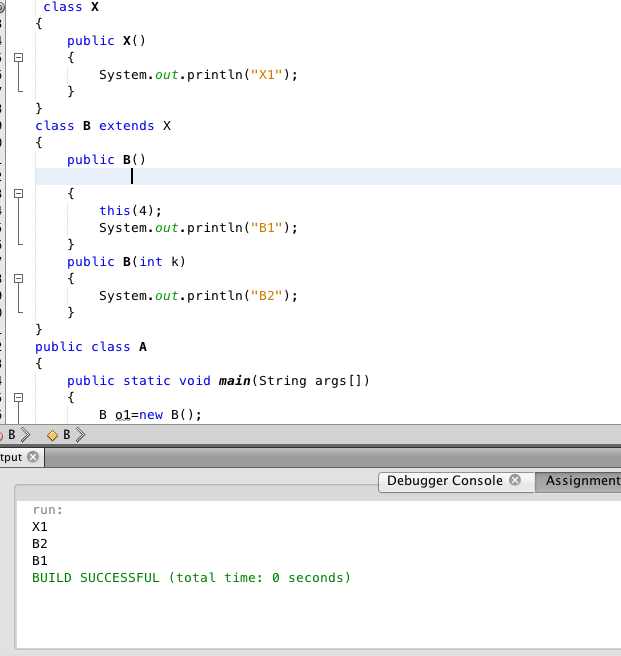 class X
{
public X()
{
System.out.println("X1");
}
}
class B extends X
{
public B()
{
this(4);
System.out.println("B1");
}
public B(int k)
{
System.out.println("B2");
}
}
public class A
{
public static void main(String args[])
{
B o1=new B();
B B
tput
Debugger Console Assignment
run:
X1
B2
B1
BUILD SUCCESSFUL (total time: 0 seconds)